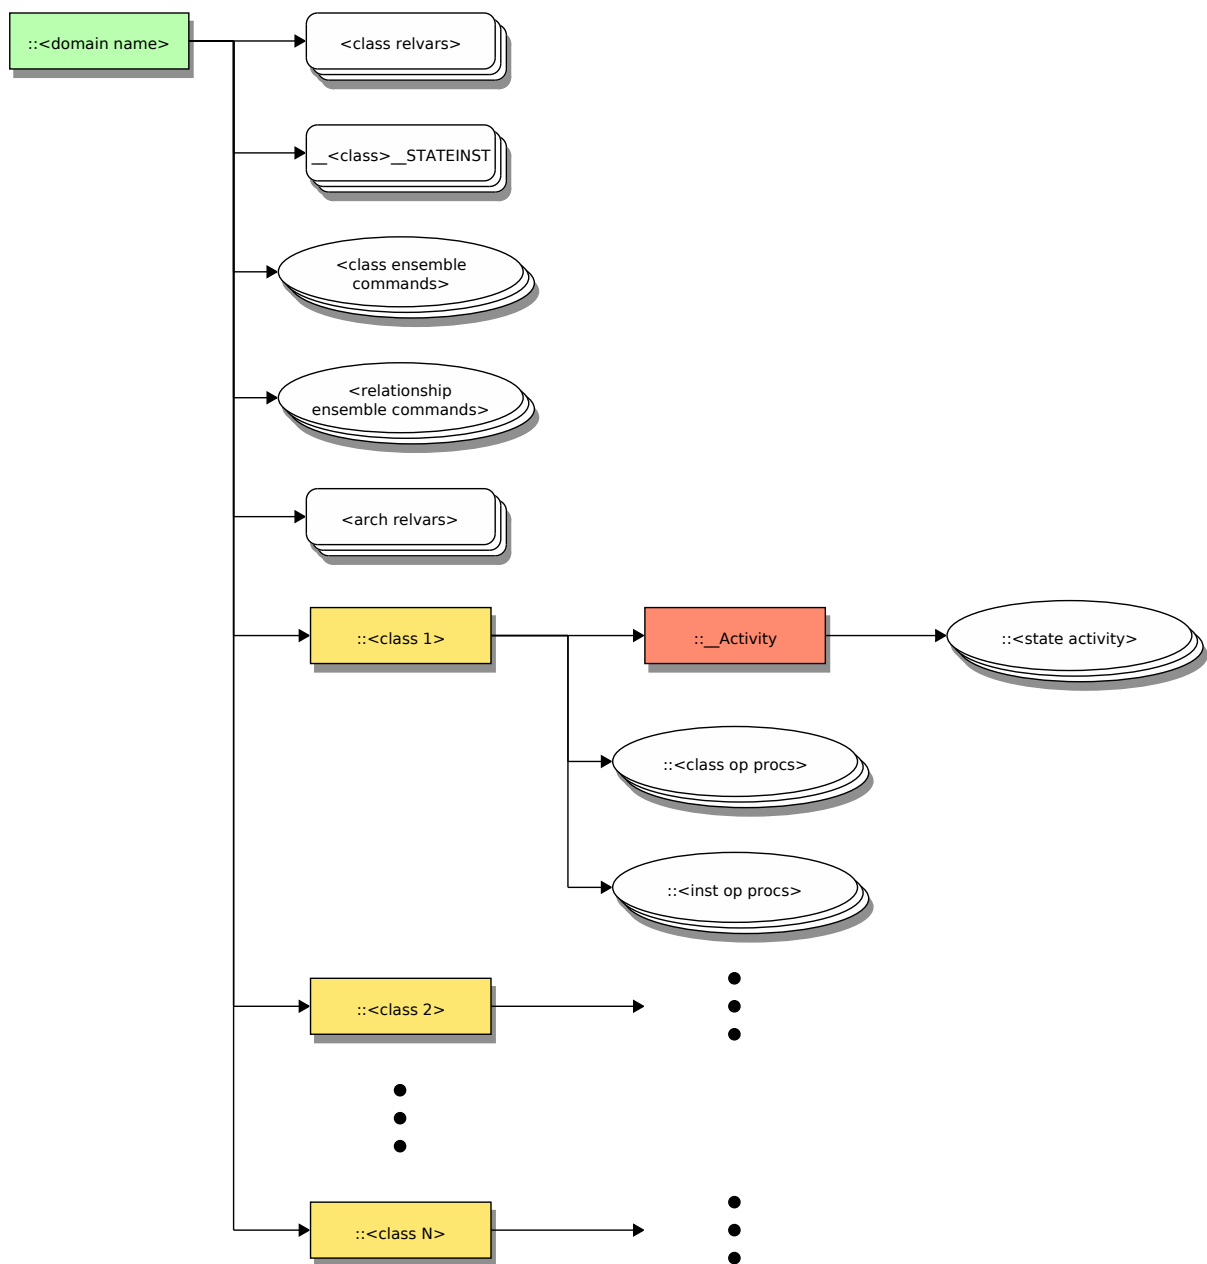 ::<domain name>
<class relvars>
__<class>__STATEINST
<class ensemble
commands>
<relationship
ensemble commands>
<arch relvars>
::<class 1>
::__Activity
::<state activity>
::<class op procs>
::<inst op procs>
::<class 2>
::<class N>